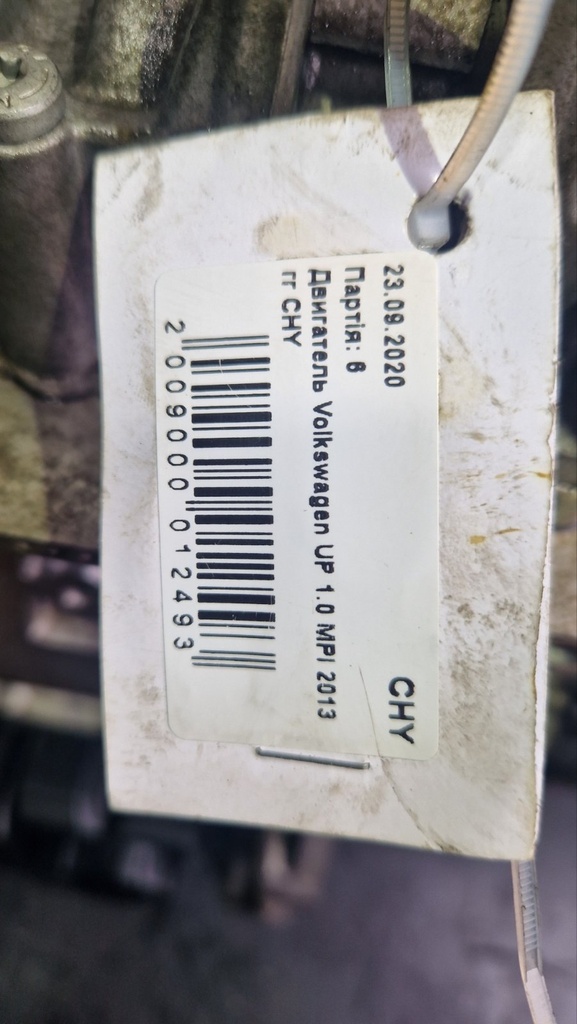 23.09.2020
CHY
Партія: 6
Двигатель Volkswagen UP 1.0 MPI 2013
гг CHY
2 009000 012493